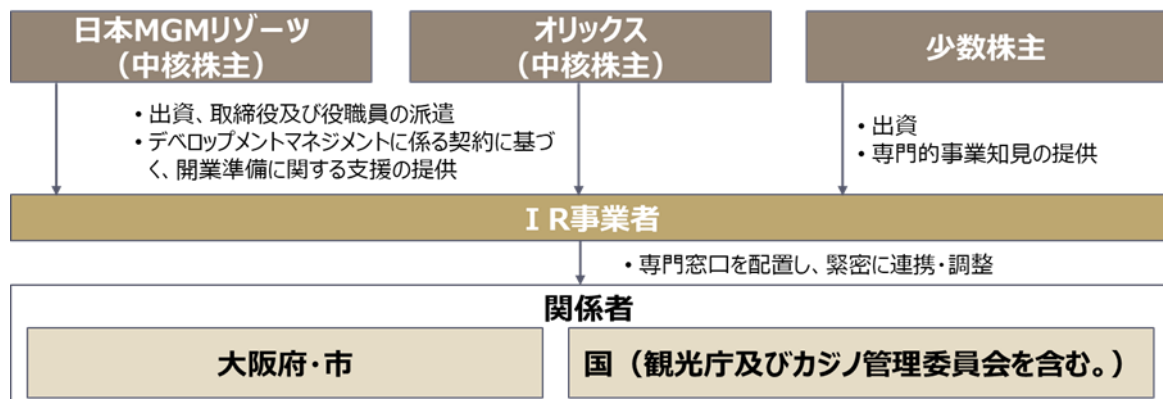 日本MGMリゾーツ
（中核株主）
オリックス
（中核株主）
少数株主
・出資、取締役及び役職員の派遣
・デベロップメントマネジメントに係る契約に基づ
く、開業準備に関する支援の提供
・出資
・専門的事業知見の提供
ＩＲ事業者
・専門窓口を配置し、緊密に連携・調整
関係者
大阪府・市
国（観光庁及びカジノ管理委員会を含む。）